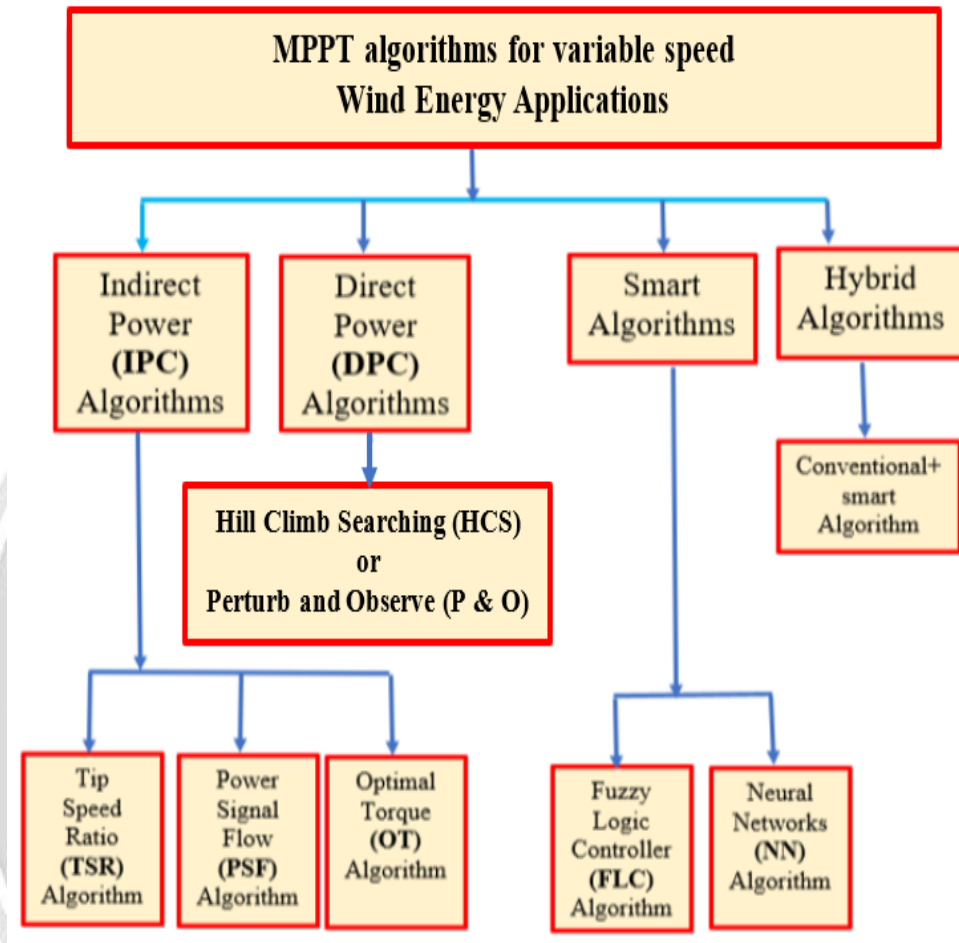 MPPT algorithms for variable speed
Wind Energy Applications
Indirect
Power
(IPC)
Algorithms
Direct
Power
(DPC)
Algorithms
Smart
Algorithms
Hybrid
Algorithms
Conventional+
smart
Algorithm
Hill Climb Searching (HCS)
or
Perturb and Observe (P & O)
Tip
Speed
Ratio
(TSR)
Algorithm
Power
Signal
Flow
(PSF)
Algorithm
Optimal
Torque
(OT)
Algorithm
Fuzzy
Logic
Controller
(FLC)
Algorithm
Neural
Networks
(NN)
Algorithm